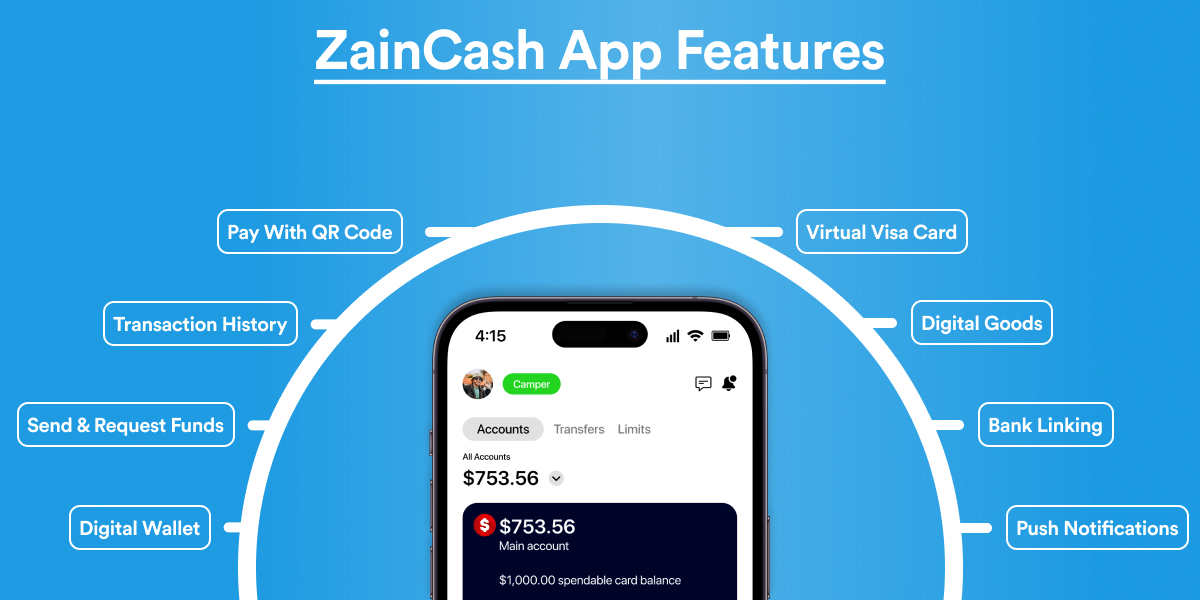 ZainCash App Features
Pay With QR Code
Virtual Visa Card
Transaction History
Digital Goods
Send & Request Funds
Bank Linking
Digital Wallet
Push Notifications
4:15
Camper
Accounts Transfers Limits
All Accounts
$753.56
$ $753.56
Main account
$1,000.00 spendable card balance